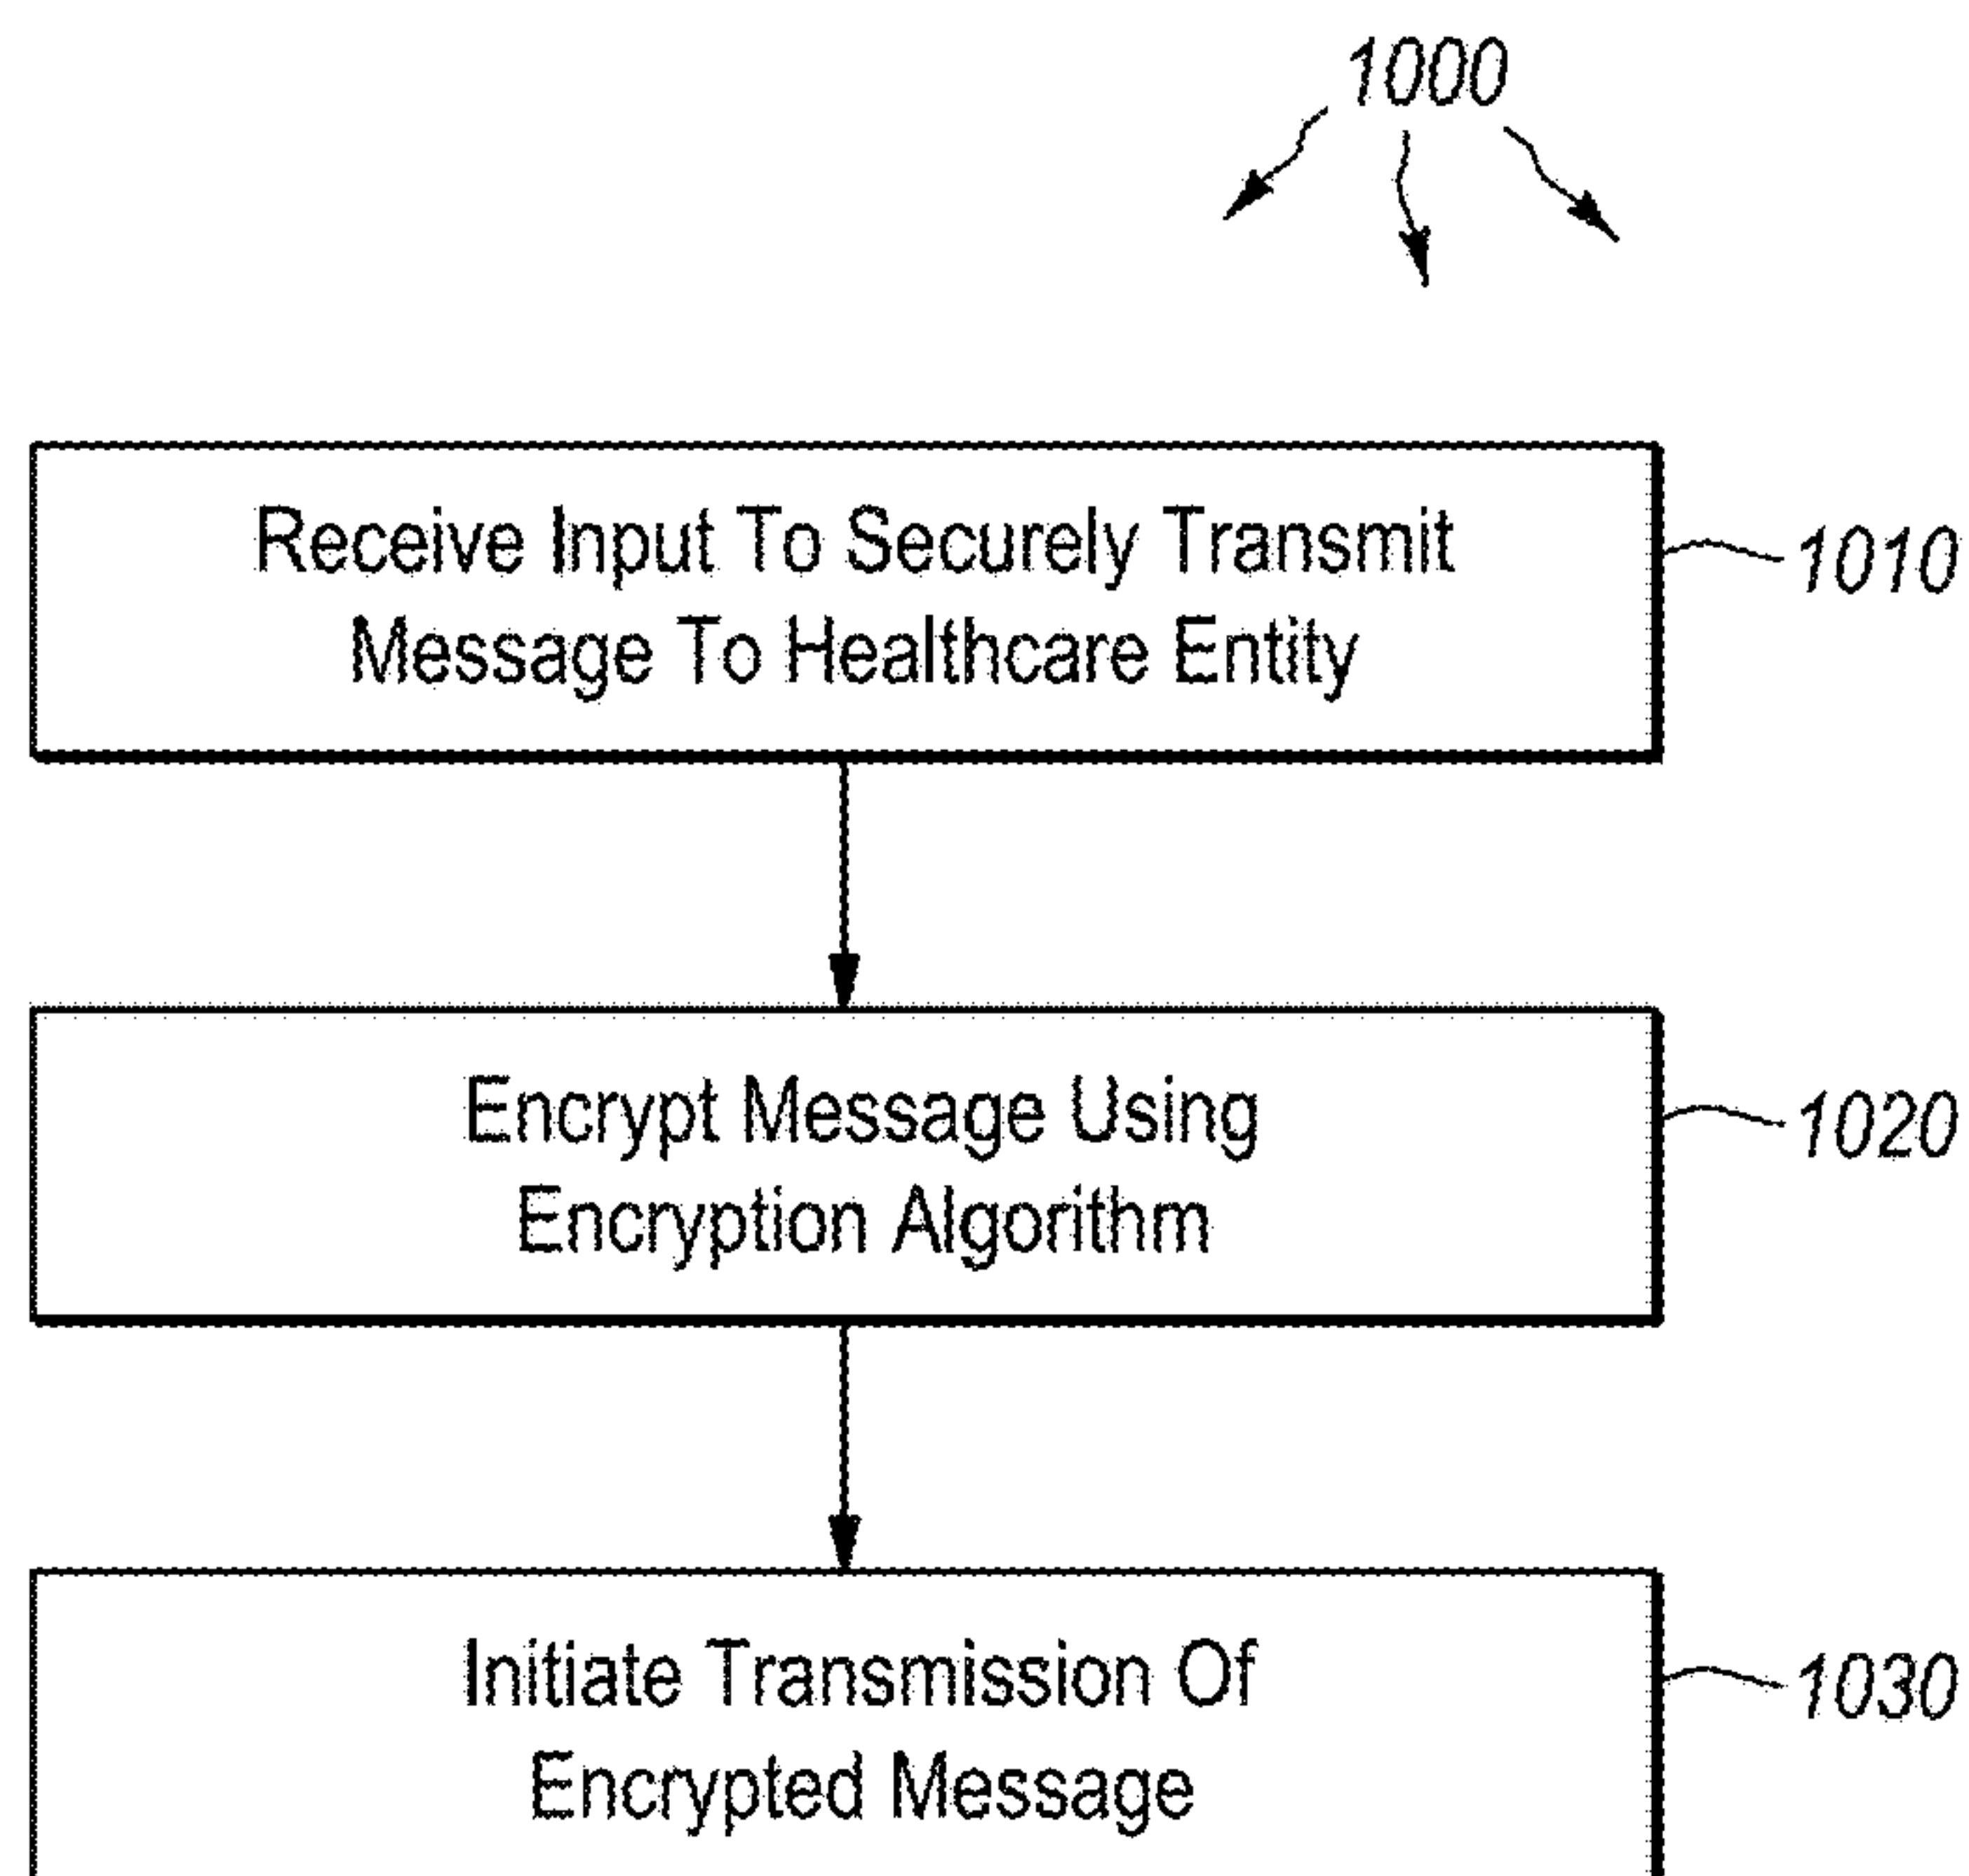 1000
Receive Input To Securely Transmit
Message To Healthcare Entity
1010
Encrypt Message Using
Encryption Algorithm
1020
Initiate Transmission Of
Encrypted Message
1030